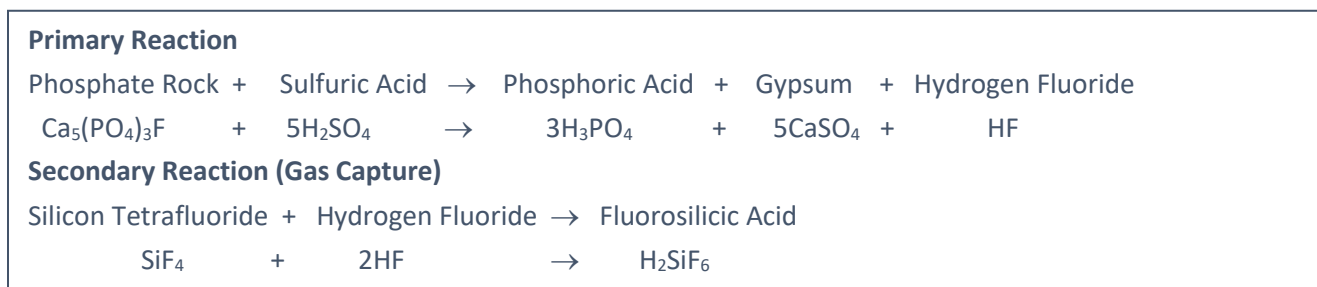 Primary Reaction
Phosphate Rock + Sulfuric Acid → Phosphoric Acid + Gypsum + Hydrogen Fluoride
Ca₅(PO₄)₃F + 5H₂SO₄ → 3H₃PO₄ + 5CaSO₄ + HF
Secondary Reaction (Gas Capture)
Silicon Tetrafluoride + Hydrogen Fluoride → Fluorosilicic Acid
SiF₄ + 2HF → H₂SiF₆